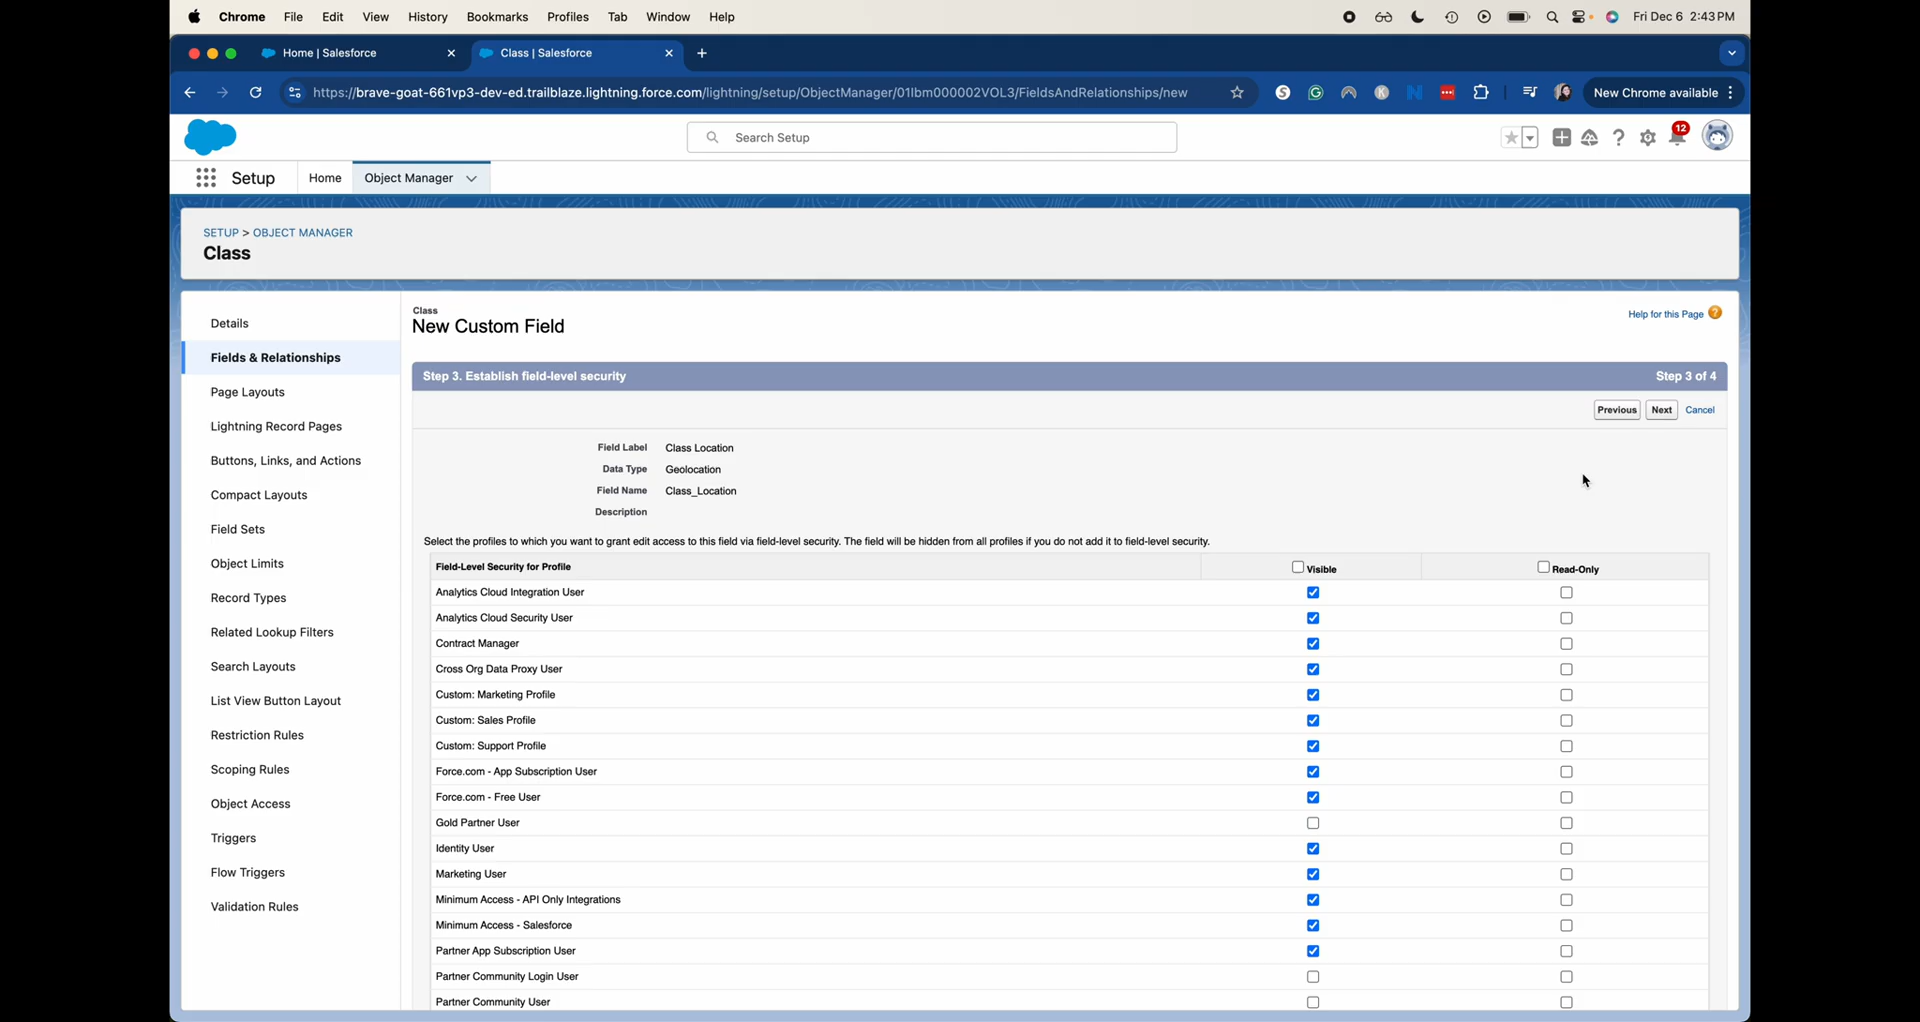 Chrome File Edit View History Bookmarks Profiles Tab Window Help Fri Dec 6 2:43 PM
Home | Salesforce Class | Salesforce
https://brave-goat-661vp3-dev-ed.trailblaze.lightning.force.com/lightning/setup/ObjectManager/01Ibm000002VOL3/FieldsAndRelationships/new New Chrome available
Search Setup 12
Setup Home Object Manager
SETUP > OBJECT MANAGER
Class
Details
Fields & Relationships
Page Layouts
Lightning Record Pages
Buttons, Links, and Actions
Compact Layouts
Field Sets
Object Limits
Record Types
Related Lookup Filters
Search Layouts
List View Button Layout
Restriction Rules
Scoping Rules
Object Access
Triggers
Flow Triggers
Validation Rules
Class
New Custom Field
Help for this Page ?
Step 3. Establish field-level security Step 3 of 4
Previous Next Cancel
Field Label Class Location
Data Type Geolocation
Field Name Class_Location
Description
Select the profiles to which you want to grant edit access to this field via field-level security. The field will be hidden from all profiles if you do not add it to field-level security.
Field-Level Security for Profile Visible Read-Only
Analytics Cloud Integration User
Analytics Cloud Security User
Contract Manager
Cross Org Data Proxy User
Custom: Marketing Profile
Custom: Sales Profile
Custom: Support Profile
Force.com - App Subscription User
Force.com - Free User
Gold Partner User
Identity User
Marketing User
Minimum Access - API Only Integrations
Minimum Access - Salesforce
Partner App Subscription User
Partner Community Login User
Partner Community User